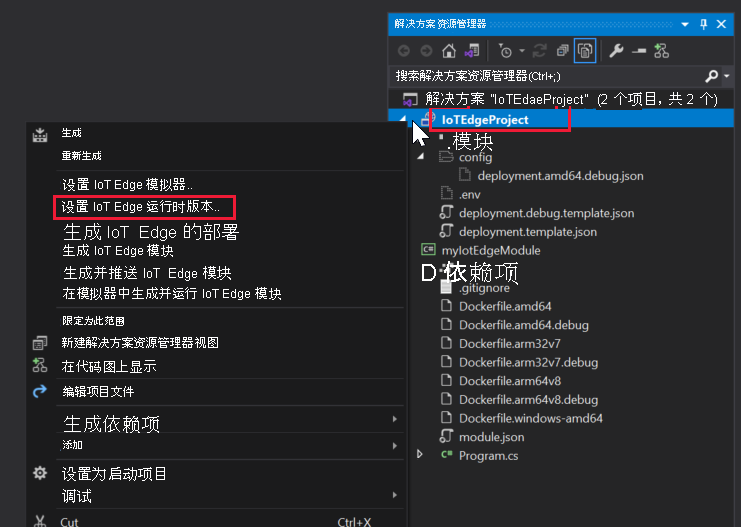 解决方案资源管理器
搜索解决方案资源管理器(Ctrl+;)
解决方案 "IoTEdaeProject" (2 个项目, 共 2 个)
IoTEdgeProject
.模块
config
deployment.amd64.debug.json
.env
deployment.debug.template.json
deployment.template.json
myIotEdgeModule
D 依赖项
.gitignore
Dockerfile.amd64
Dockerfile.amd64.debug
Dockerfile.arm32v7
Dockerfile.arm32v7.debug
Dockerfile.arm64v8
Dockerfile.arm64v8.debug
Dockerfile.windows-amd64
module.json
C# Program.cs
生成
重新生成
设置 IoT Edge 模拟器..
设置 IoT Edge 运行时版本..
生成 IoT Edge 的部署
生成 IoT Edge 模块
生成并推送 IoT Edge 模块
在模拟器中生成并运行 IoT Edge 模块
限定为此范围
新建解决方案资源管理器视图
在代码图上显示
编辑项目文件
生成依赖项
添加
设置为启动项目
调试
Cut Ctrl+X